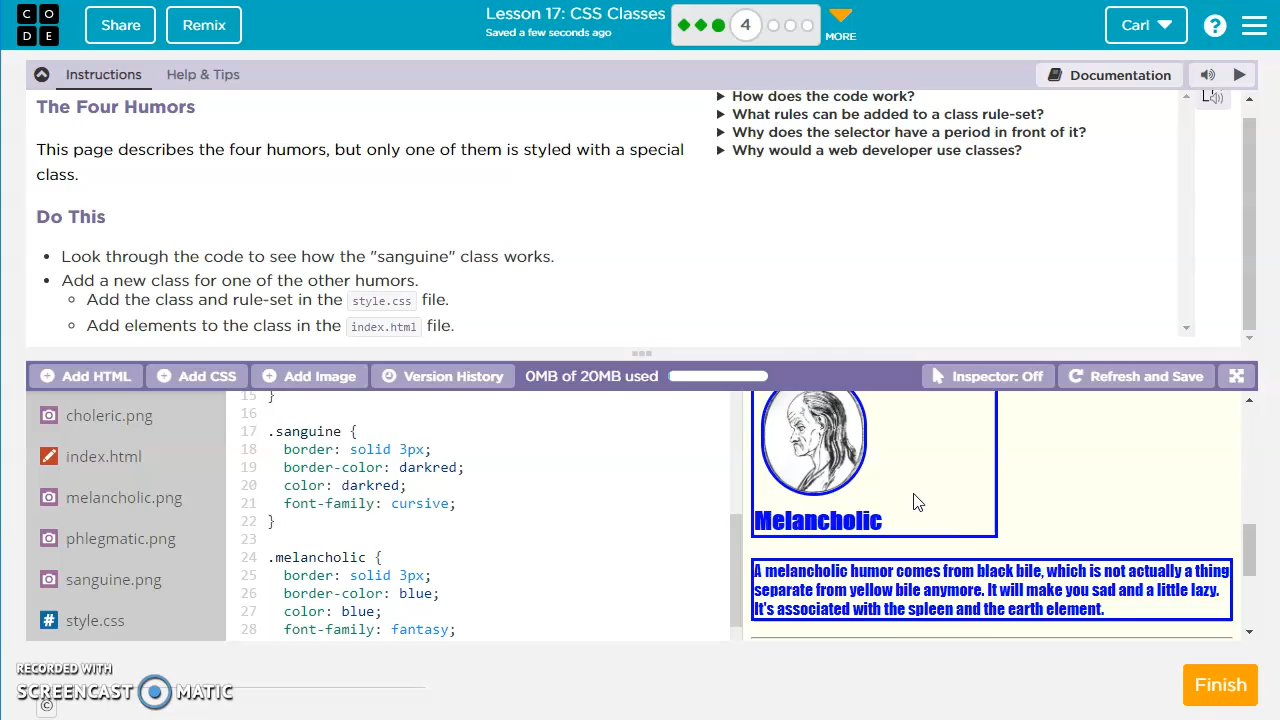 CODE
Share
Remix
Lesson 17: CSS Classes
Saved a few seconds ago
4
MORE
Carl
?
Instructions
Help & Tips
Documentation
The Four Humors
This page describes the four humors, but only one of them is styled with a special
class.
Do This
• Look through the code to see how the "sanguine" class works.
• Add a new class for one of the other humors.
◦ Add the class and rule-set in the style.css file.
◦ Add elements to the class in the index.html file.
How does the code work?
What rules can be added to a class rule-set?
Why does the selector have a period in front of it?
Why would a web developer use classes?
Add HTML
Add CSS
Add Image
Version History
0MB of 20MB used
Inspector: Off
Refresh and Save
choleric.png
index.html
melancholic.png
phlegmatic.png
sanguine.png
# style.css
15 }
16
17 .sanguine {
18 border: solid 3px;
19 border-color: darkred;
20 color: darkred;
21 font-family: cursive;
22 }
23
24 .melancholic {
25 border: solid 3px;
26 border-color: blue;
27 color: blue;
28 font-family: fantasy;
Melancholic
A melancholic humor comes from black bile, which is not actually a thing
separate from yellow bile anymore. It will make you sad and a little lazy.
It's associated with the spleen and the earth element.
RECORDED WITH
SCREENCAST MATIC
©
Finish